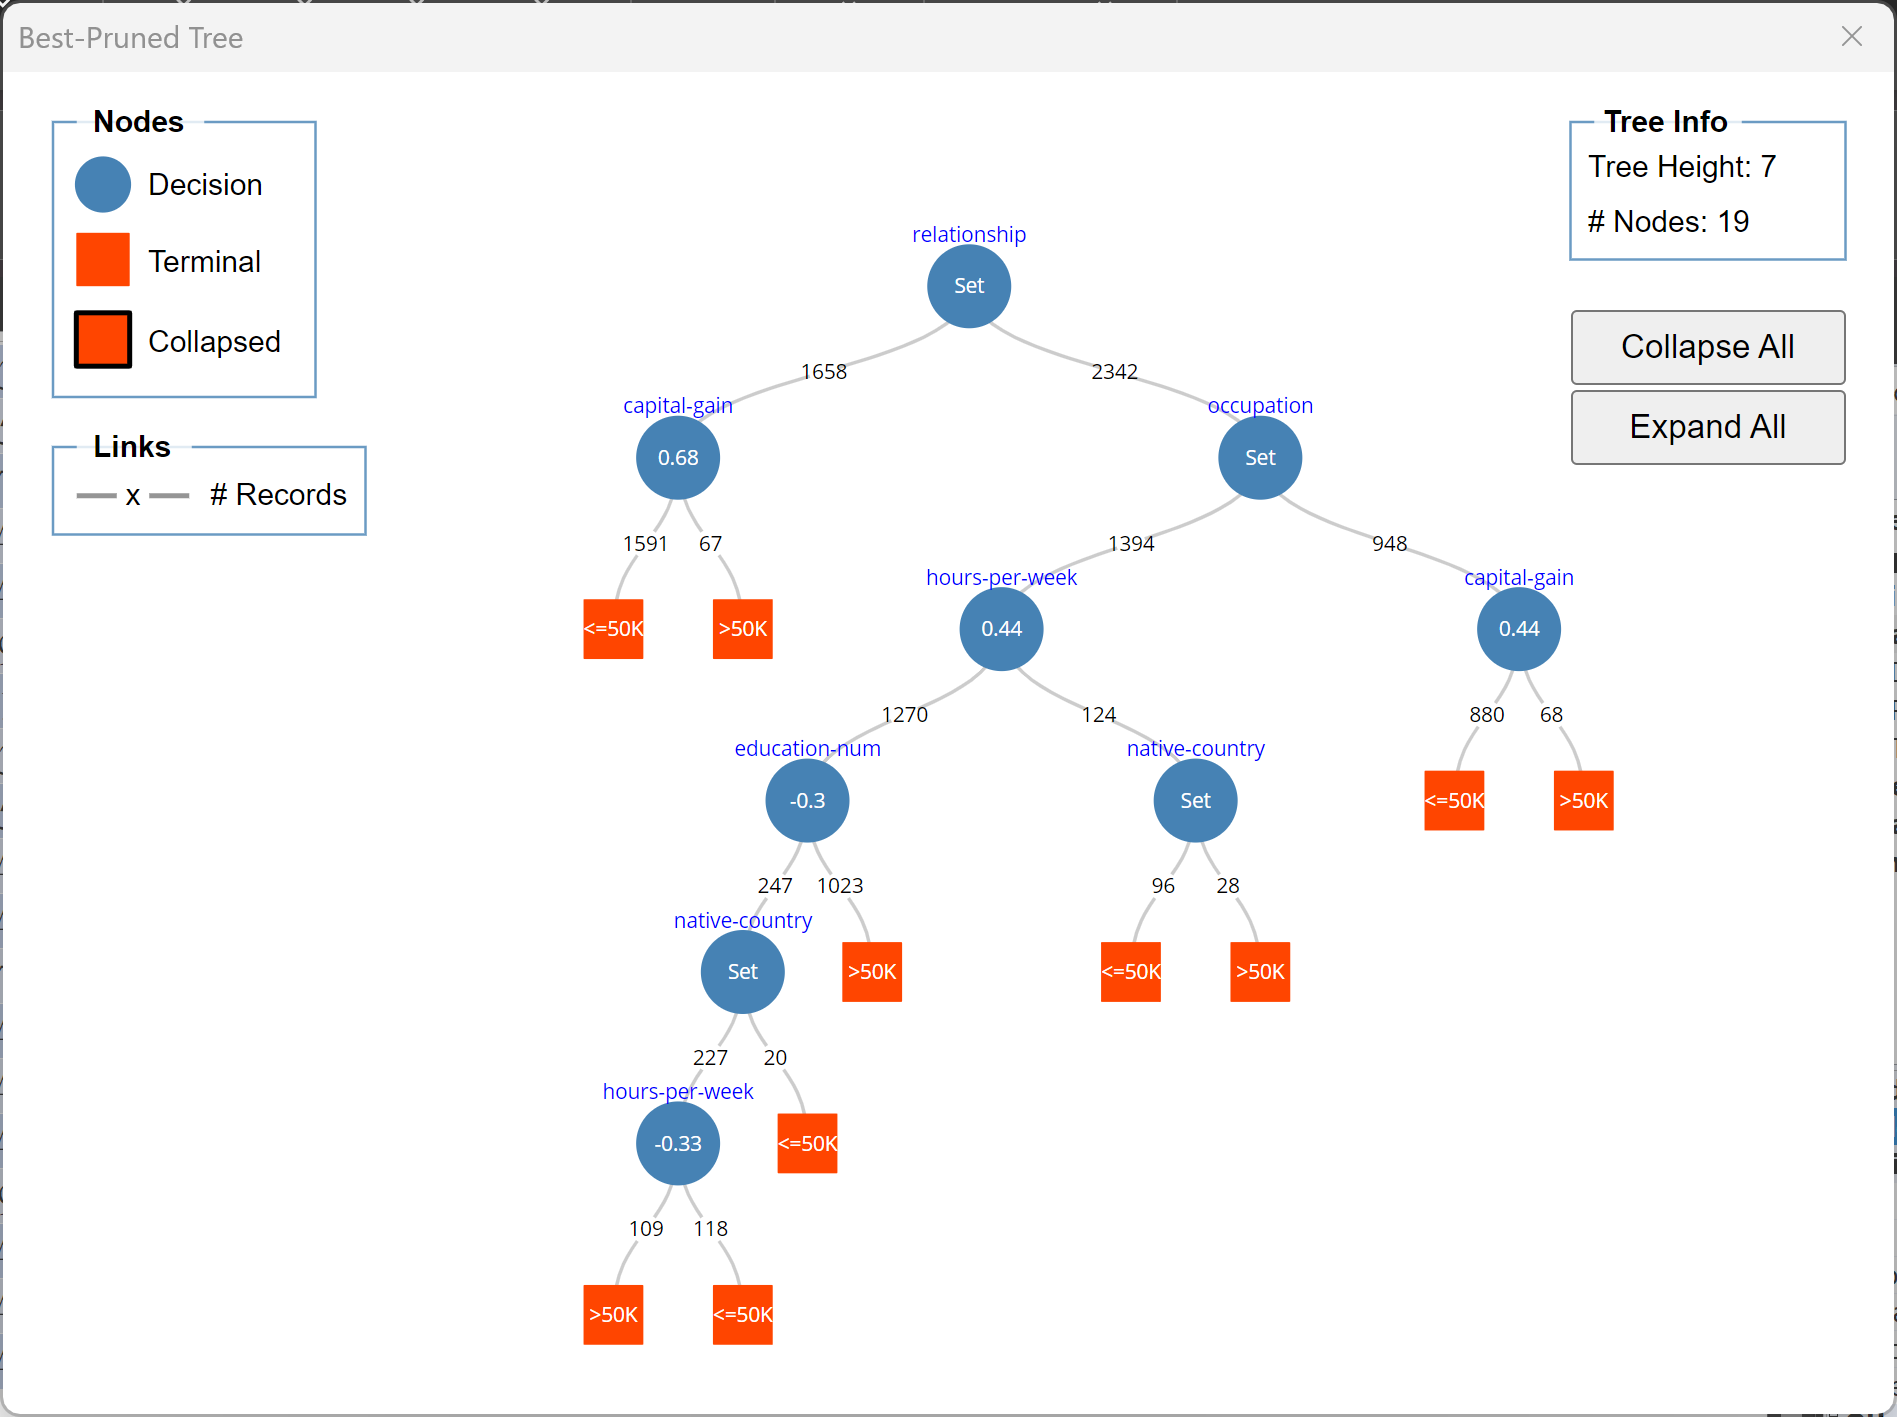 Best-Pruned Tree
Nodes
Decision
Terminal
Collapsed
Links
x # Records
Tree Info
Tree Height: 7
# Nodes: 19
Collapse All
Expand All
relationship
Set
1658 2342
capital-gain occupation
0.68 Set
1591 67 1394 948
hours-per-week capital-gain
<=50K >50K 0.44 0.44
1270 124 880 68
education-num native-country
-0.3 Set <=50K >50K
247 1023 96 28
native-country
Set >50K <=50K >50K
227 20
hours-per-week
-0.33 <=50K
109 118
>50K <=50K